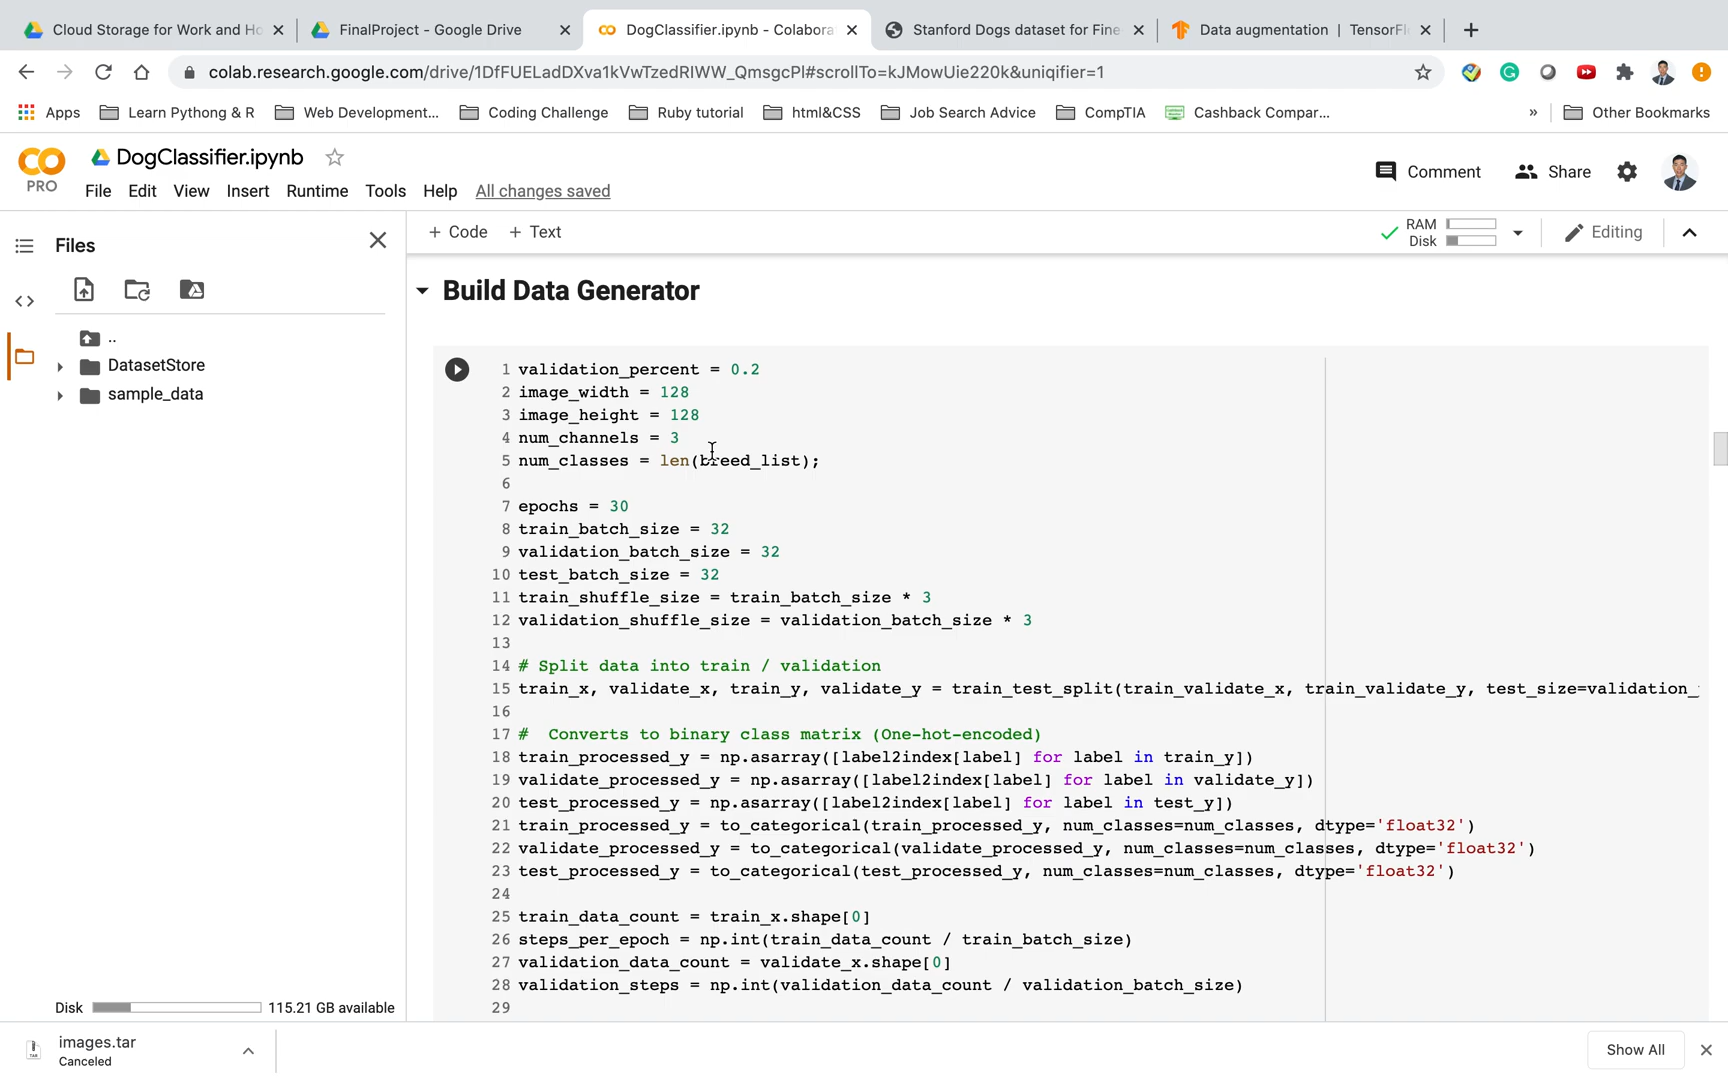 Cloud Storage for Work and Ho
FinalProject - Google Drive
DogClassifier.ipynb - Colabora
Stanford Dogs dataset for Fine
Data augmentation | TensorFl
colab.research.google.com/drive/1DfFUELadDXva1kVwTzedRIWW_QmsgcPl#scrollTo=kJMowUie220k&uniqifier=1
Apps
Learn Pythong & R
Web Development...
Coding Challenge
Ruby tutorial
html&CSS
Job Search Advice
CompTIA
Cashback Compar...
»
Other Bookmarks
DogClassifier.ipynb
PRO
File Edit View Insert Runtime Tools Help All changes saved
Comment
Share
Files
+ Code + Text
RAM
Disk
Editing
..
DatasetStore
sample_data
Build Data Generator
1 validation_percent = 0.2
2 image_width = 128
3 image_height = 128
4 num_channels = 3
5 num_classes = len(breed_list);
6
7 epochs = 30
8 train_batch_size = 32
9 validation_batch_size = 32
10 test_batch_size = 32
11 train_shuffle_size = train_batch_size * 3
12 validation_shuffle_size = validation_batch_size * 3
13
14 # Split data into train / validation
15 train_x, validate_x, train_y, validate_y = train_test_split(train_validate_x, train_validate_y, test_size=validation_
16
17 #  Converts to binary class matrix (One-hot-encoded)
18 train_processed_y = np.asarray([label2index[label] for label in train_y])
19 validate_processed_y = np.asarray([label2index[label] for label in validate_y])
20 test_processed_y = np.asarray([label2index[label] for label in test_y])
21 train_processed_y = to_categorical(train_processed_y, num_classes=num_classes, dtype='float32')
22 validate_processed_y = to_categorical(validate_processed_y, num_classes=num_classes, dtype='float32')
23 test_processed_y = to_categorical(test_processed_y, num_classes=num_classes, dtype='float32')
24
25 train_data_count = train_x.shape[0]
26 steps_per_epoch = np.int(train_data_count / train_batch_size)
27 validation_data_count = validate_x.shape[0]
28 validation_steps = np.int(validation_data_count / validation_batch_size)
29
Disk 115.21 GB available
images.tar
Canceled
Show All